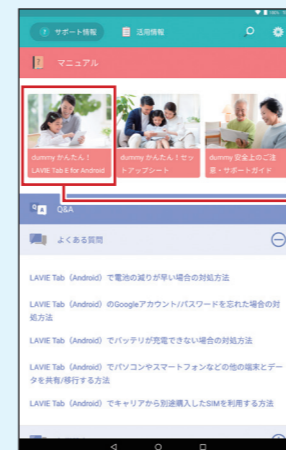 サポート情報
活用情報
マニュアル
dummy かんたん！
LAVIE Tab E for Android
dummy かんたん！セッ
トアップシート
dummy 安全上のご注
意・サポートガイド
Q&A
よくある質問
LAVIE Tab（Android）で電池の減りが早い場合の対処方法
LAVIE Tab（Android）のGoogleアカウント/パスワードを忘れた場合の対
処方法
LAVIE Tab（Android）でバッテリが充電できない場合の対処方法
LAVIE Tab（Android）でパソコンやスマートフォンなどの他の端末とデー
タを共有/移行する方法
LAVIE Tab（Android）でキャリアから別途購入したSIMを利用する方法